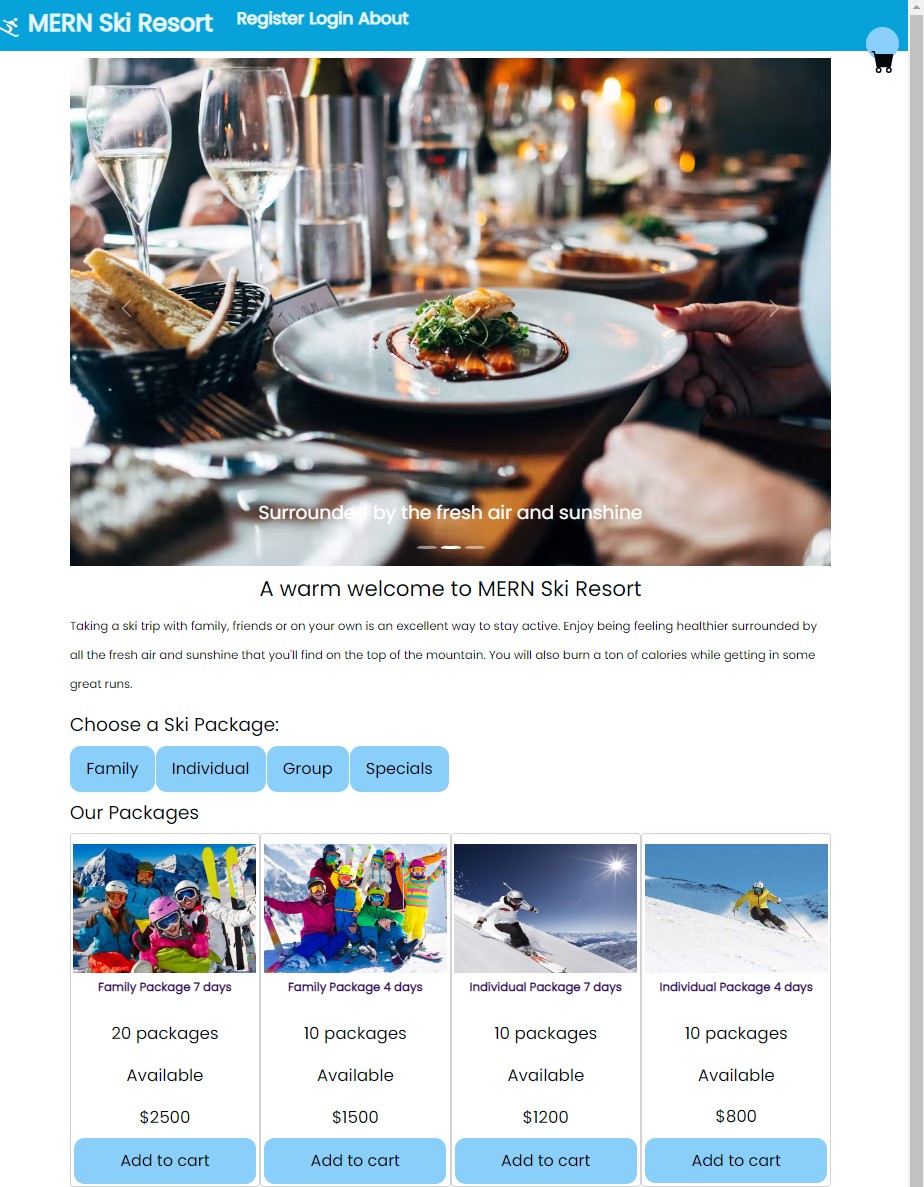 MERN Ski Resort Register Login About
Surrounded by the fresh air and sunshine
A warm welcome to MERN Ski Resort
Taking a ski trip with family, friends or on your own is an excellent way to stay active. Enjoy being feeling healthier surrounded by
all the fresh air and sunshine that you'll find on the top of the mountain. You will also burn a ton of calories while getting in some
great runs.
Choose a Ski Package:
Family Individual Group Specials
Our Packages
Family Package 7 days Family Package 4 days Individual Package 7 days Individual Package 4 days
20 packages 10 packages 10 packages 10 packages
Available Available Available Available
$2500 $1500 $1200 $800
Add to cart Add to cart Add to cart Add to cart